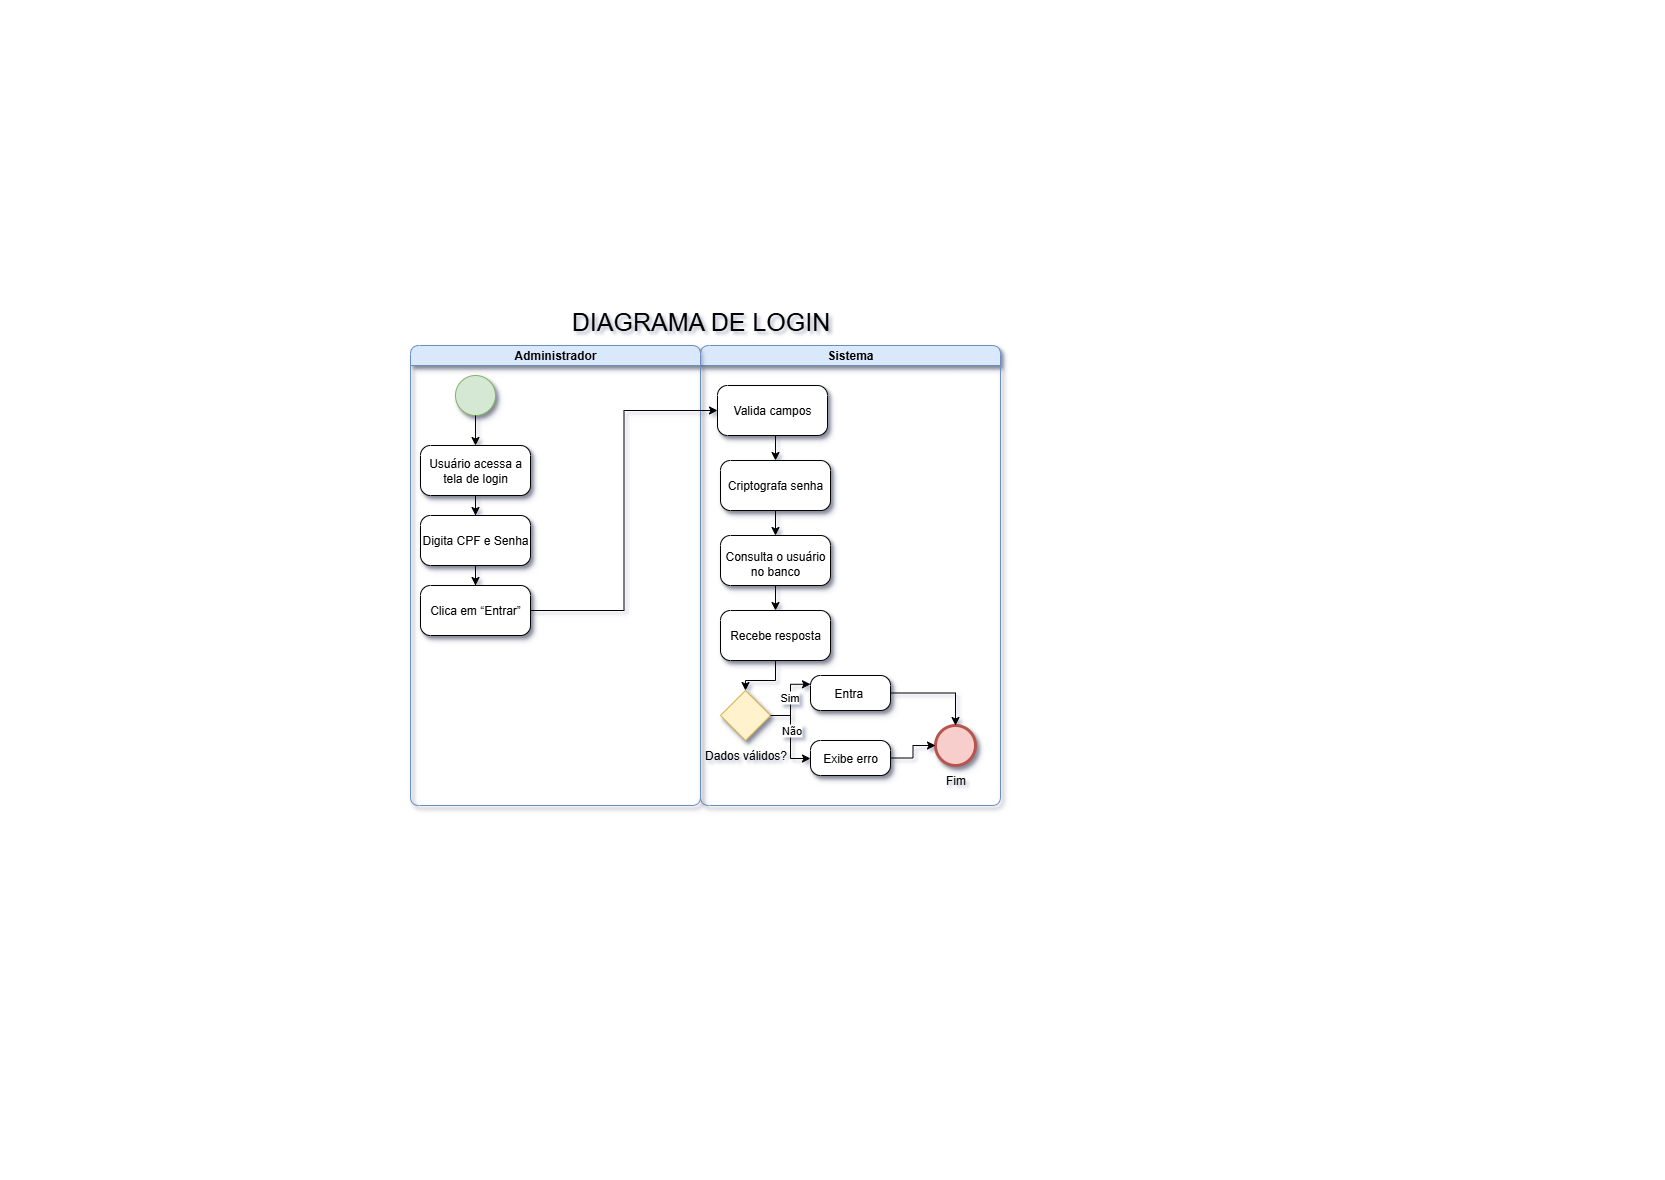 DIAGRAMA DE LOGIN
Administrador
Sistema
Usuário acessa a
tela de login
Digita CPF e Senha
Clica em “Entrar”
Valida campos
Criptografa senha
Consulta o usuário
no banco
Recebe resposta
Dados válidos?
Sim
Entra
Não
Exibe erro
Fim